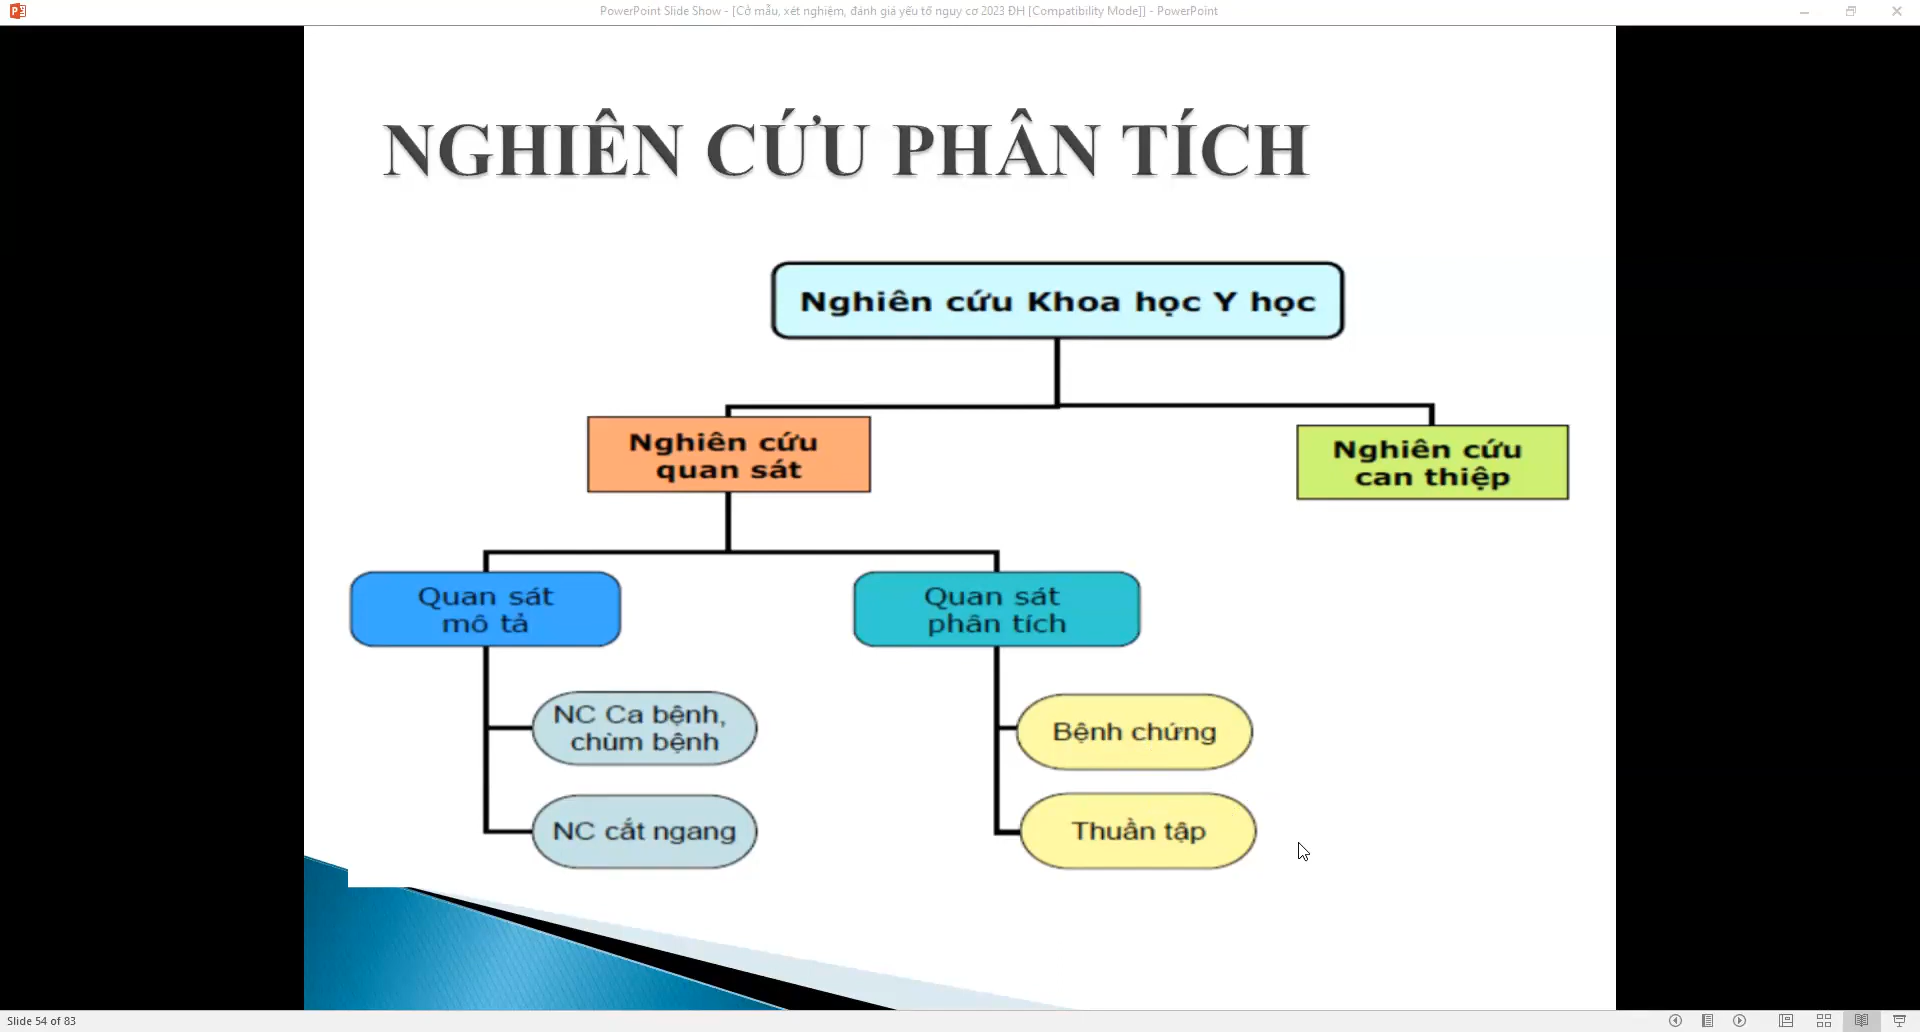 PowerPoint Slide Show - [Cở mẫu, xét nghiệm, đánh giá yếu tố nguy cơ 2023 ĐH [Compatibility Mode]] - PowerPoint
NGHIÊN CỨU PHÂN TÍCH
Nghiên cứu Khoa học Y học
Nghiên cứu
quan sát
Nghiên cứu
can thiệp
Quan sát
mô tả
Quan sát
phân tích
NC Ca bệnh,
chùm bệnh
Bệnh chứng
NC cắt ngang
Thuần tập
Slide 54 of 83